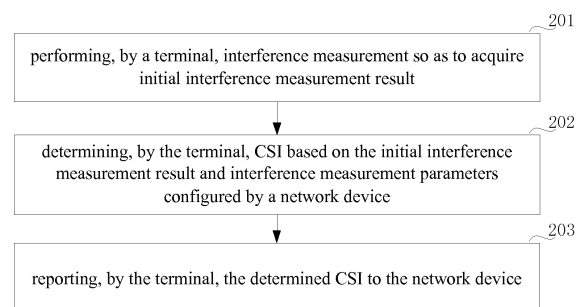 201
performing, by a terminal, interference measurement so as to acquire
initial interference measurement result
202
determining, by the terminal, CSI based on the initial interference
measurement result and interference measurement parameters
configured by a network device
203
reporting, by the terminal, the determined CSI to the network device